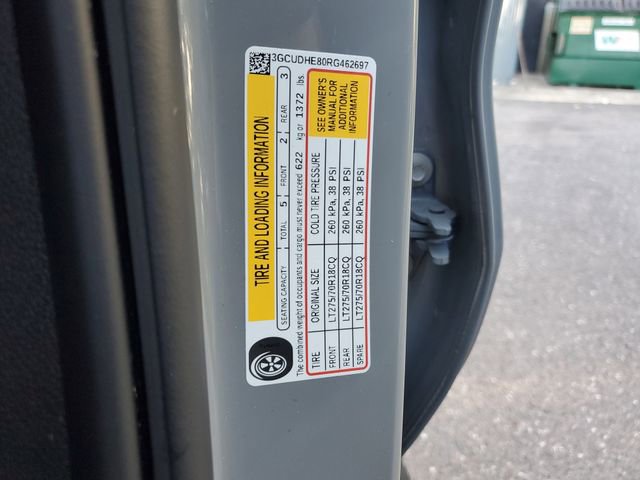 3GCUDHE80RG462697
TIRE AND LOADING INFORMATION
SEATING CAPACITY TOTAL 5 FRONT 2 REAR 3
The combined weight of occupants and cargo must never exceed 622 kg or 1372 lbs.
TIRE ORIGINAL SIZE COLD TIRE PRESSURE
FRONT LT275/70R18CQ 260 kPa, 38 PSI
REAR LT275/70R18CQ 260 kPa, 38 PSI
SPARE LT275/70R18CQ 260 kPa, 38 PSI
SEE OWNER'S
MANUAL FOR
ADDITIONAL
INFORMATION